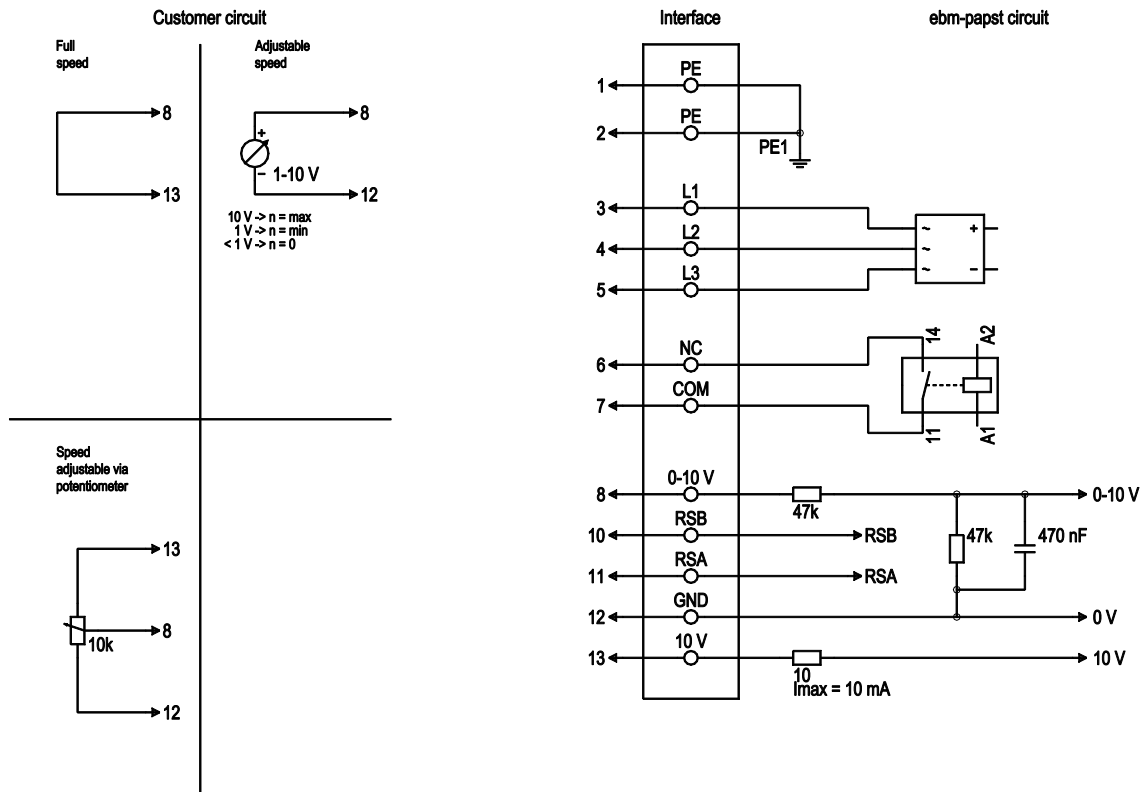 Customer circuit
Full
speed
8
13
Adjustable
speed
8
+
–
1-10 V
12
10 V -> n = max
1 V -> n = min
< 1 V -> n = 0
Speed
adjustable via
potentiometer
13
8
10k
12
Interface
ebm-papst circuit
1
PE
2
PE
PE1
3
L1
4
L2
5
L3
~
~
~
+
–
6
NC
7
COM
14
A2
11
A1
8
0-10 V
47k
0-10 V
10
RSB
RSB
47k
470 nF
11
RSA
RSA
12
GND
0 V
13
10 V
10
Imax = 10 mA
10 V